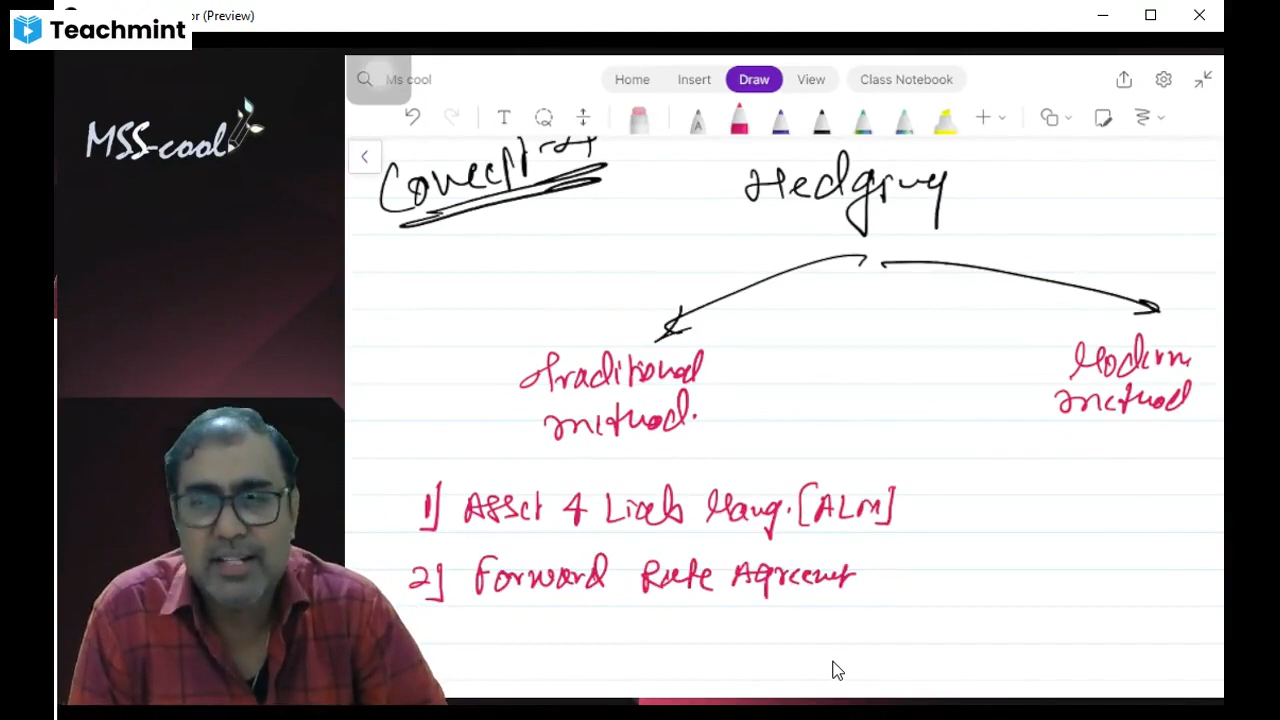 Teachmint
or (Preview)
MSS-cool
Ms cool
Home Insert Draw View Class Notebook
T
A
Concept
Hedging
Traditional
method.
Modern
method
1] Asset & Liab Mang. [ALM]
2] Forward Rate Agreement